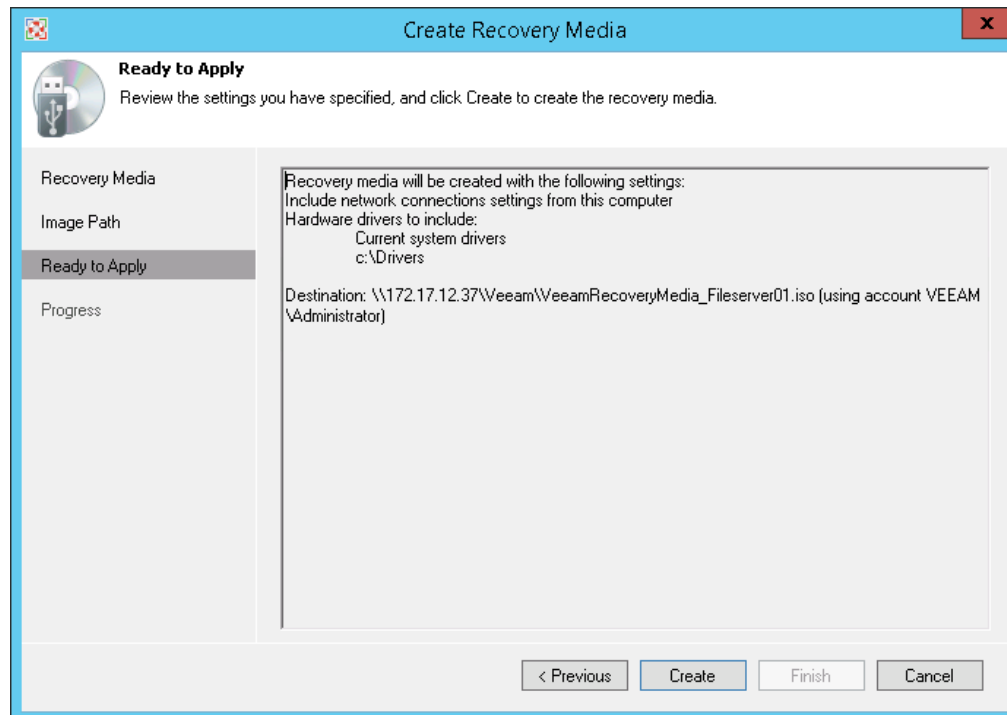 Create Recovery Media
x
Ready to Apply
Review the settings you have specified, and click Create to create the recovery media.
Recovery Media
Image Path
Ready to Apply
Progress
Recovery media will be created with the following settings:
Include network connections settings from this computer
Hardware drivers to include:
Current system drivers
c:\Drivers
Destination: \\172.17.12.37\Veeam\VeeamRecoveryMedia_Fileserver01.iso (using account VEEAM
\Administrator)
< Previous
Create
Finish
Cancel